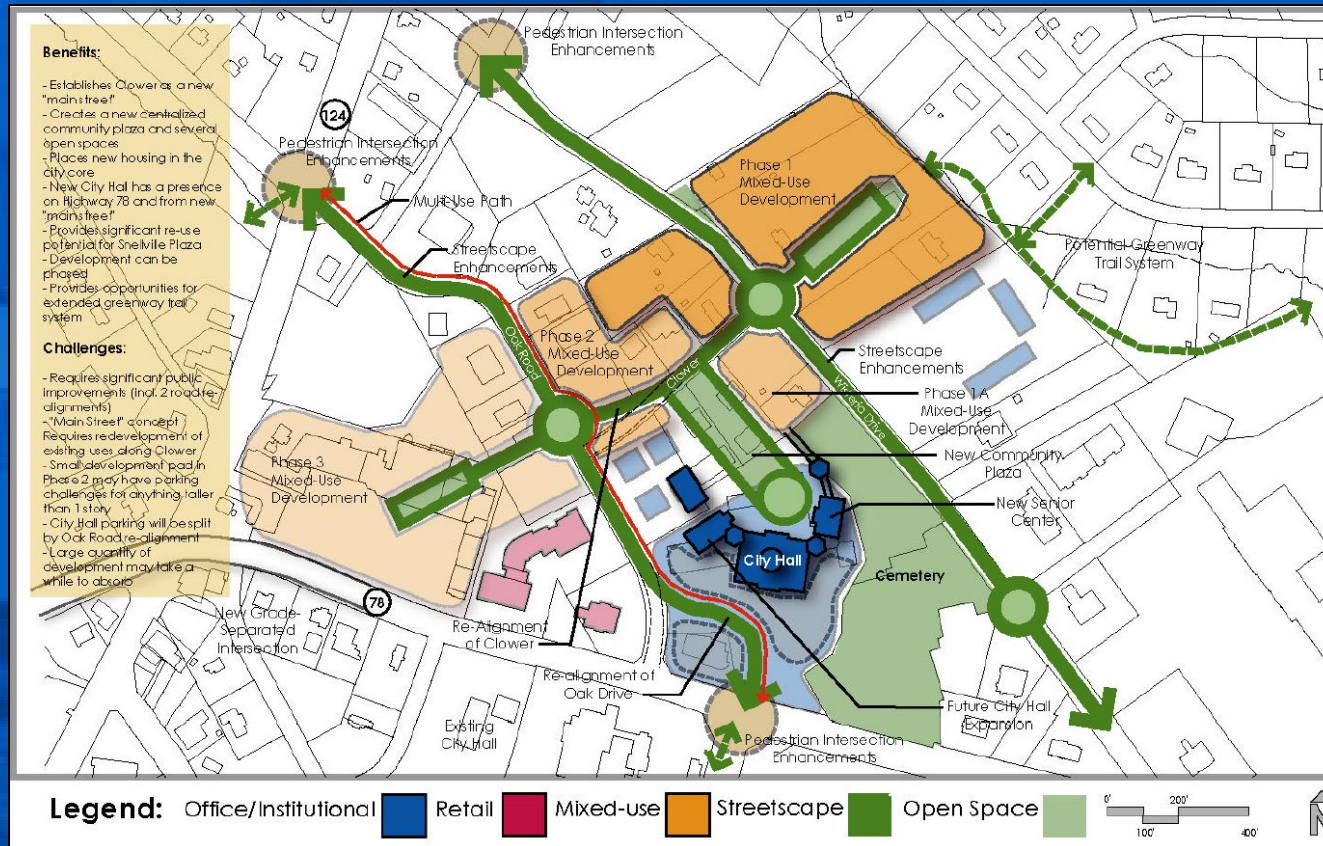 Benefits:
- Establishes Clower as a new
"main street"
- Creates a new centralized
community plaza and several
open spaces
- Places new housing in the
city core
- New City Hall has a presence
on Highway 78 and from new
"main street"
- Provides significant re-use
potential for Snellville Plaza
- Development can be
phased
- Provides opportunities for
extended greenway trail
system
Challenges:
- Requires significant public
improvements (incl. 2 road re-
alignments)
- "Main Street" concept
Requires redevelopment of
existing uses along Clower
- Small development pad in
Phase 2 may have parking
challenges for anything taller
than 1 story
- City Hall parking will be split
by Oak Road re-alignment
- Large quantity of
development may take a
while to absorb
Pedestrian Intersection
Enhancements
124
Pedestrian Intersection
Enhancements
Multi-Use Path
Streetscape
Enhancements
Phase 1
Mixed-Use
Development
Potential Greenway
Trail System
Oak Road
Phase 2
Mixed-Use
Development
Clower
Streetscape
Enhancements
Wisteria Drive
Phase 1A
Mixed-Use
Development
New Community
Plaza
Phase 3
Mixed-Use
Development
New Senior
Center
City Hall
Cemetery
78
New Grade-
Separated
Intersection
Re-Alignment
of Clower
Re-alignment of
Oak Drive
Future City Hall
Expansion
Existing
City Hall
Pedestrian Intersection
Enhancements
Legend: Office/Institutional Retail Mixed-use Streetscape Open Space
0' 200'
100' 400'
N